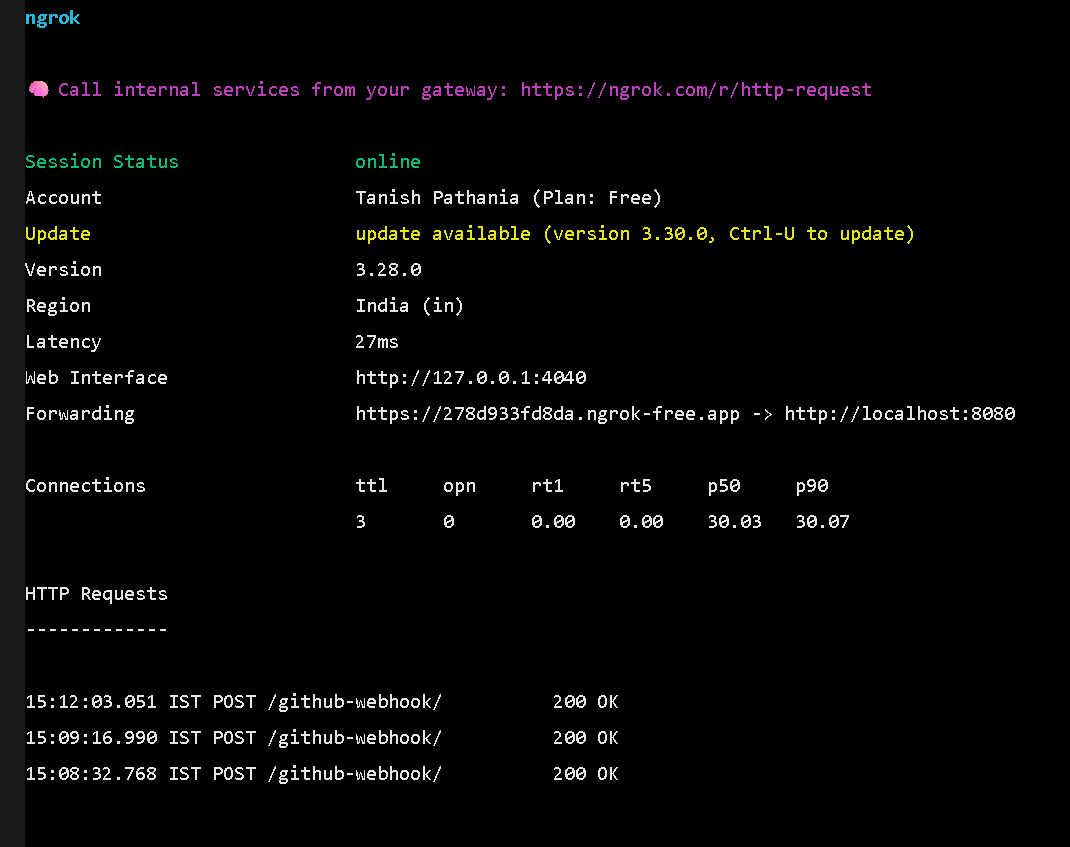 ngrok
🧠 Call internal services from your gateway: https://ngrok.com/r/http-request
Session Status online
Account Tanish Pathania (Plan: Free)
Update update available (version 3.30.0, Ctrl-U to update)
Version 3.28.0
Region India (in)
Latency 27ms
Web Interface http://127.0.0.1:4040
Forwarding https://278d933fd8da.ngrok-free.app -> http://localhost:8080
Connections ttl opn rt1 rt5 p50 p90
3 0 0.00 0.00 30.03 30.07
HTTP Requests
-------------
15:12:03.051 IST POST /github-webhook/ 200 OK
15:09:16.990 IST POST /github-webhook/ 200 OK
15:08:32.768 IST POST /github-webhook/ 200 OK